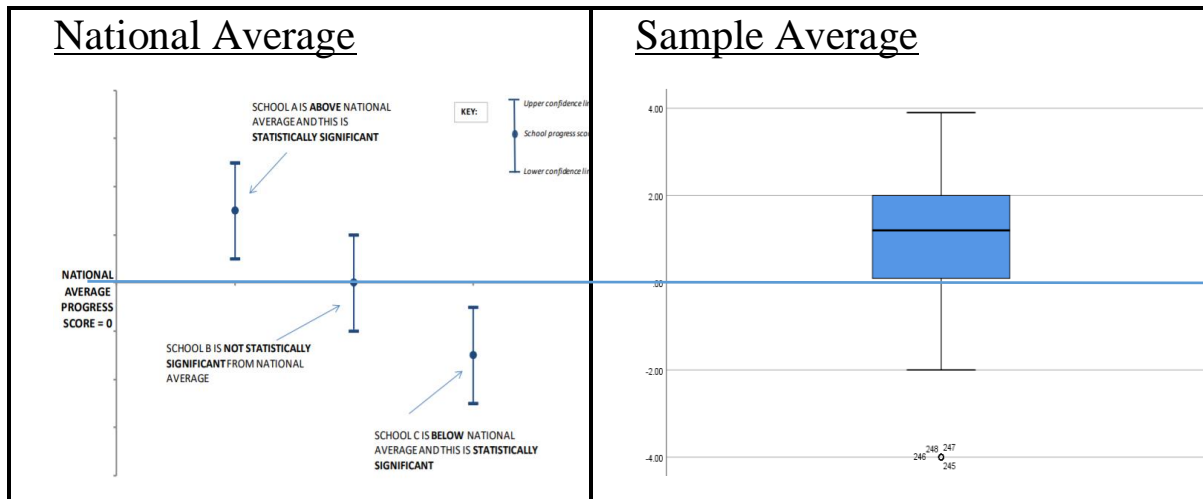 National Average
SCHOOL A IS ABOVE NATIONAL
AVERAGE AND THIS IS
STATISTICALLY SIGNIFICANT
KEY:
Upper confidence lin
School progress scor
Lower confidence lin
NATIONAL
AVERAGE
PROGRESS
SCORE = 0
SCHOOL B IS NOT STATISTICALLY
SIGNIFICANT FROM NATIONAL
AVERAGE
SCHOOL C IS BELOW NATIONAL
AVERAGE AND THIS IS STATISTICALLY
SIGNIFICANT
Sample Average
4.00
2.00
.00
-2.00
-4.00
246 248 247
245